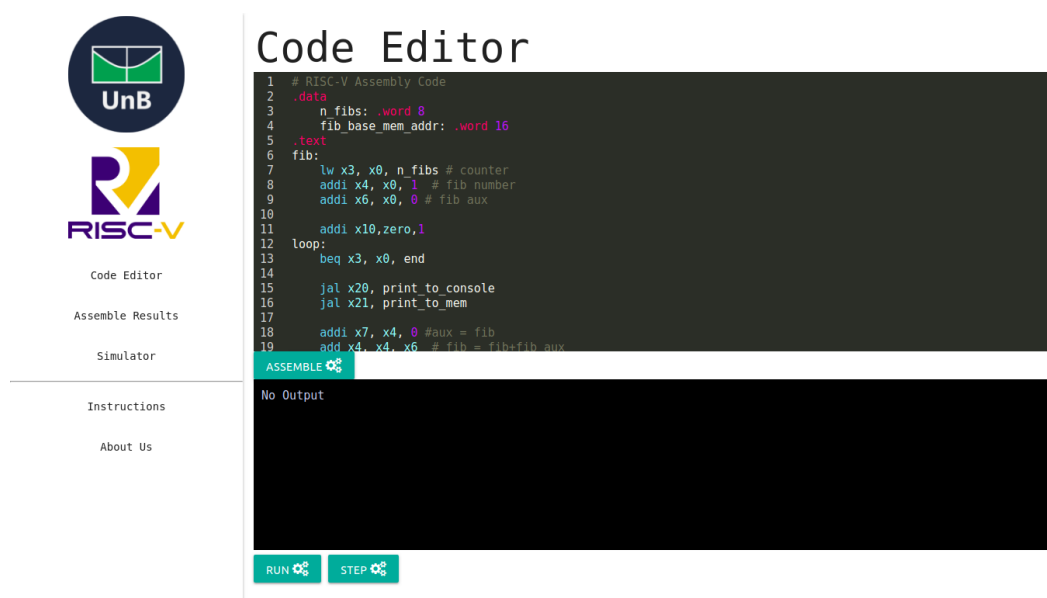 UnB
RISC-V
Code Editor
Assemble Results
Simulator
Instructions
About Us
Code Editor
1 # RISC-V Assembly Code
2 .data
3     n_fibs: .word 8
4     fib_base_mem_addr: .word 16
5 .text
6 fib:
7     lw x3, x0, n_fibs # counter
8     addi x4, x0, 1  # fib number
9     addi x6, x0, 0 # fib aux
10
11     addi x10,zero,1
12 loop:
13     beq x3, x0, end
14
15     jal x20, print_to_console
16     jal x21, print_to_mem
17
18     addi x7, x4, 0 #aux = fib
19     add x4, x4, x6  # fib = fib+fib_aux
ASSEMBLE
No Output
RUN STEP